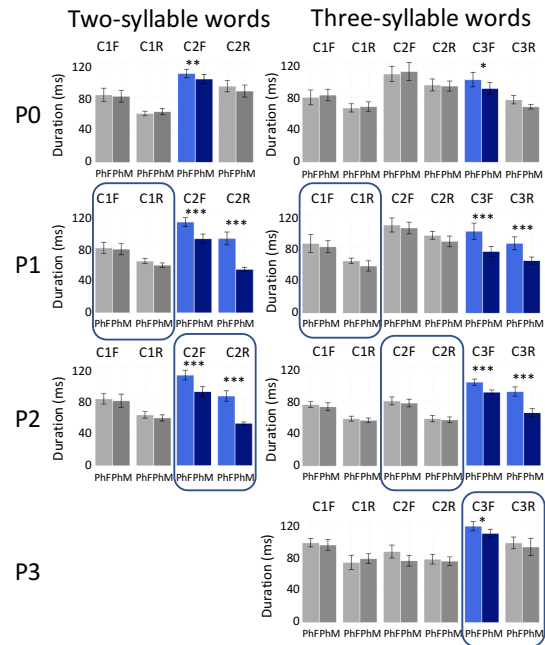 Two-syllable words Three-syllable words
C1F C1R C2F C2R C1F C1R C2F C2R C3F C3R
P0
Duration (ms)
120
80
40
0
**
PhFPhM PhFPhM PhFPhM PhFPhM
Duration (ms)
120
80
40
0
*
PhFPhM PhFPhM PhFPhM PhFPhM PhFPhM PhFPhM
C1F C1R C2F C2R C1F C1R C2F C2R C3F C3R
P1
Duration (ms)
120
80
40
0
*** ***
PhFPhM PhFPhM PhFPhM PhFPhM
Duration (ms)
120
80
40
0
*** ***
PhFPhM PhFPhM PhFPhM PhFPhM PhFPhM PhFPhM
C1F C1R C2F C2R C1F C1R C2F C2R C3F C3R
P2
Duration (ms)
120
80
40
0
*** ***
PhFPhM PhFPhM PhFPhM PhFPhM
Duration (ms)
120
80
40
0
*** ***
PhFPhM PhFPhM PhFPhM PhFPhM PhFPhM PhFPhM
C1F C1R C2F C2R C3F C3R
P3
Duration (ms)
120
80
40
0
*
PhFPhM PhFPhM PhFPhM PhFPhM PhFPhM PhFPhM